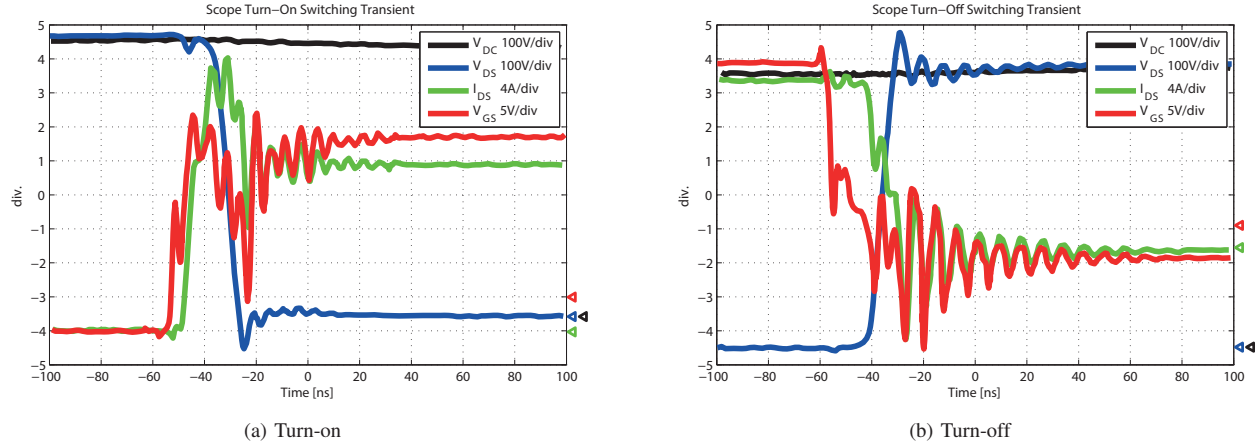 Scope Turn−On Switching Transient
5
4
3
2
1
0
−1
−2
−3
−4
−5
div.
V_DC 100V/div
V_DS 100V/div
I_DS 4A/div
V_GS 5V/div
−100 −80 −60 −40 −20 0 20 40 60 80 100
Time [ns]
(a) Turn-on
Scope Turn−Off Switching Transient
5
4
3
2
1
0
−1
−2
−3
−4
−5
div.
V_DC 100V/div
V_DS 100V/div
I_DS 4A/div
V_GS 5V/div
−100 −80 −60 −40 −20 0 20 40 60 80 100
Time [ns]
(b) Turn-off